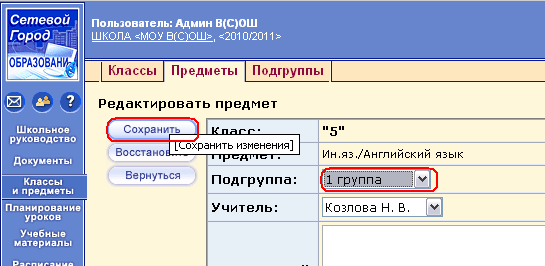 Сетевой
Город
ОБРАЗОВАНИ
Пользователь: Админ В(С)ОШ
ШКОЛА <МОУ В(С)ОШ>, <2010/2011>
Классы
Предметы
Подгруппы
?
Школьное
руководство
Документы
Классы
и предметы
Планирование
уроков
Учебные
материалы
Расписание
Редактировать предмет
Сохранить
[Сохранить изменения]
Восстанов
Вернуться
Класс:
"5"
Предмет:
Ин.яз./Английский язык
Подгруппа:
1 группа
Учитель:
Козлова Н. В.